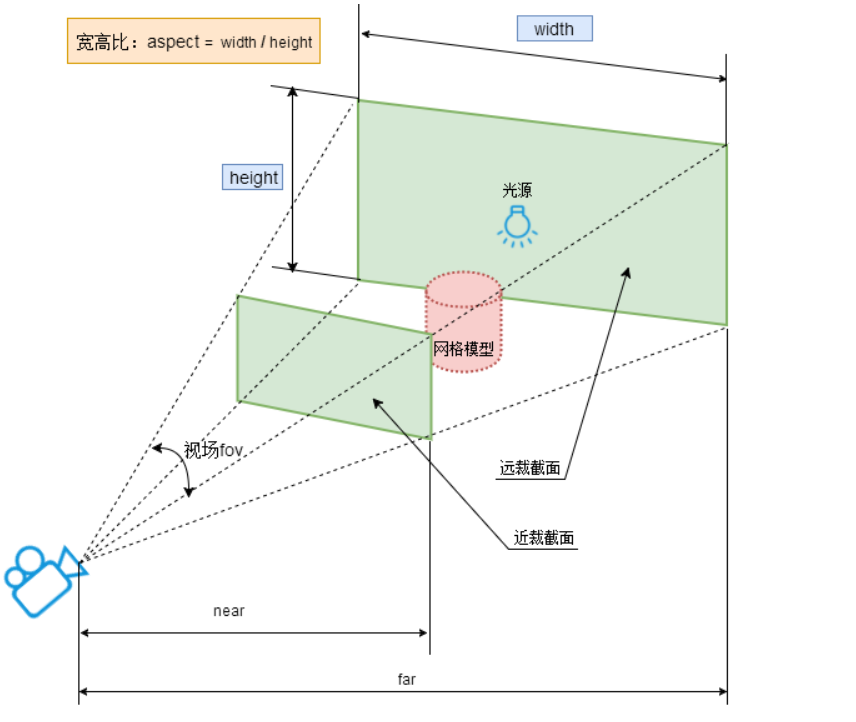 宽高比：aspect = width / height
width
height
光源
网格模型
视场fov
远裁截面
近裁截面
near
far